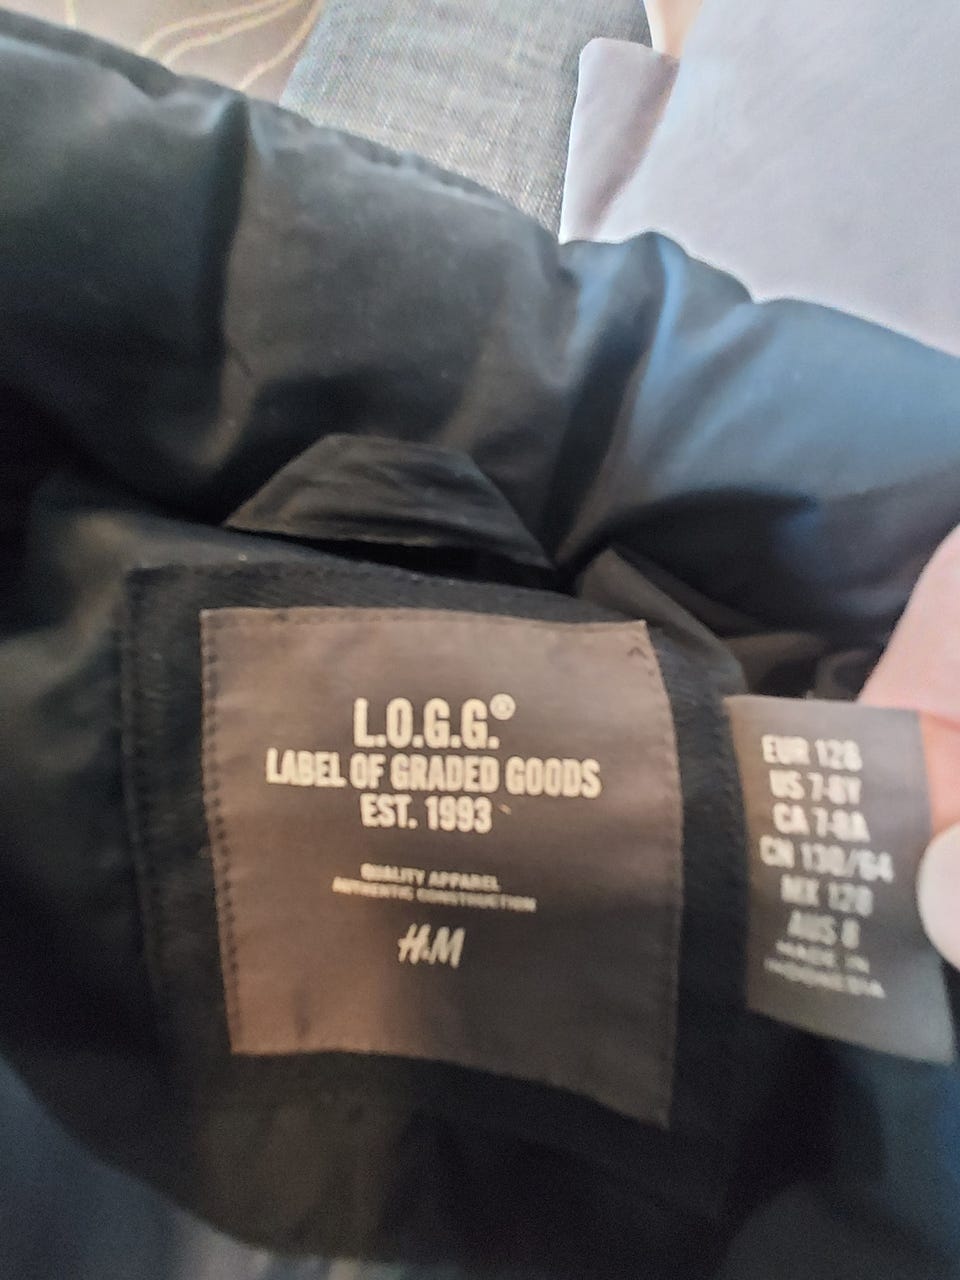 L.O.G.G.®
LABEL OF GRADED GOODS
EST. 1993
QUALITY APPAREL
AUTHENTIC CONSTRUCTION
H&M
EUR 128
US 7-8Y
CA 7-8A
CN 130/64
MX 128
AUS 8
MADE IN
INDONESIA